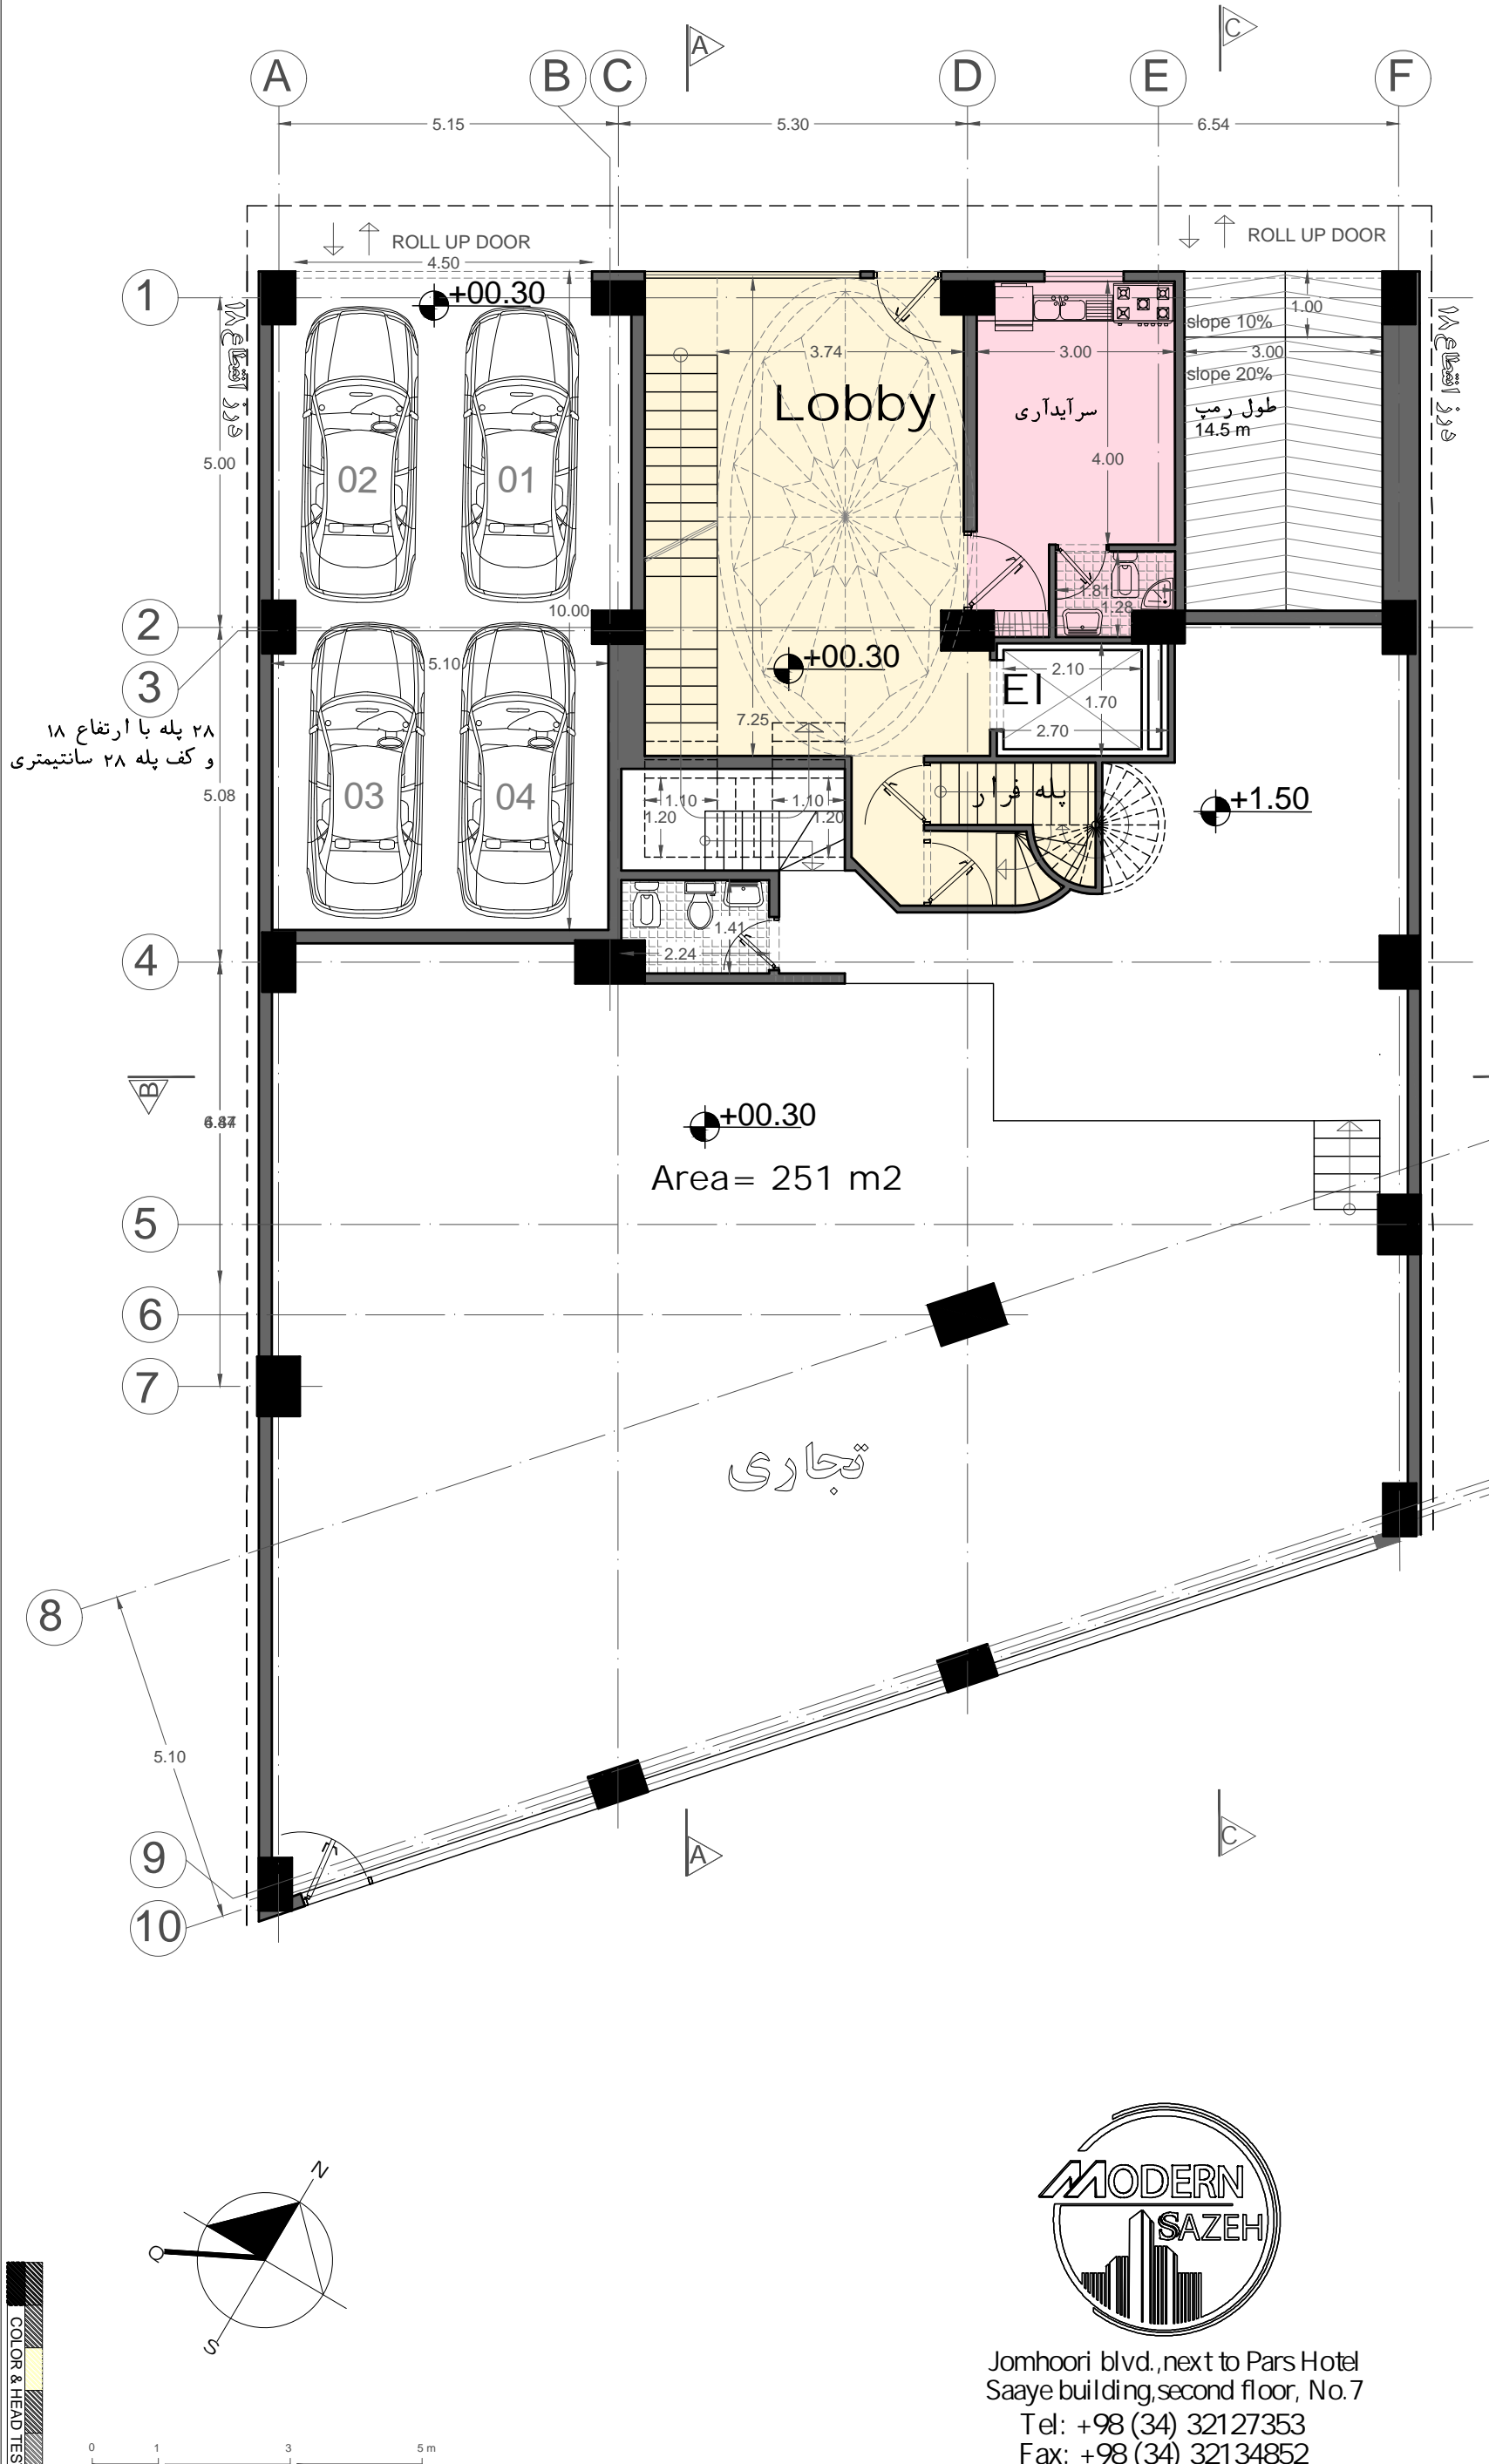 A
C
A
B
C
D
E
F
5.15
5.30
6.54
ROLL UP DOOR
ROLL UP DOOR
4.50
1
+00.30
درز انقطاع ۱۸
درز انقطاع ۱۸
slope 10%
1.00
3.74
3.00
3.00
slope 20%
Lobby
سرآیدآری
طول رمپ
14.5 m
5.00
4.00
02
01
1.81
1.28
10.00
2
3
5.10
+00.30
2.10
El
1.70
2.70
7.25
۲۸ پله با ارتفاع ۱۸
و کف پله ۲۸ سانتیمتری
5.08
03
04
1.10
1.10
1.20
1.20
پله فرار
+1.50
1.41
2.24
4
B
+00.30
Area= 251 m2
5
6
7
تجاری
8
5.10
9
10
A
C
N
Q
S
MODERN
SAZEH
Jomhoori blvd.,next to Pars Hotel
Saaye building,second floor, No.7
Tel: +98 (34) 32127353
Fax: +98 (34) 32134852
COLOR & HEAD TES
0 1 3 5 m